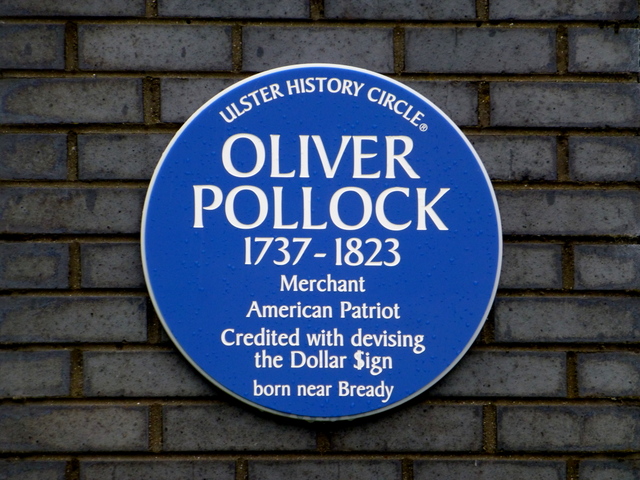 ULSTER HISTORY CIRCLE®
OLIVER
POLLOCK
1737-1823
Merchant
American Patriot
Credited with devising
the Dollar $ign
born near Bready